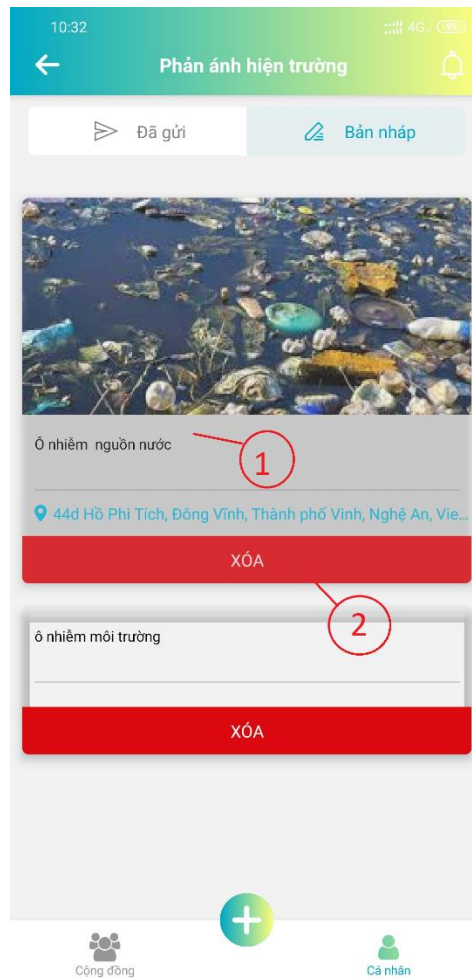 10:32
4G
Phản ánh hiện trường
Đã gửi
Bản nháp
Ô nhiễm nguồn nước
1
44d Hồ Phi Tích, Đông Vĩnh, Thành phố Vinh, Nghệ An, Vie...
XÓA
2
ô nhiễm môi trường
XÓA
Cộng đồng
Cá nhân